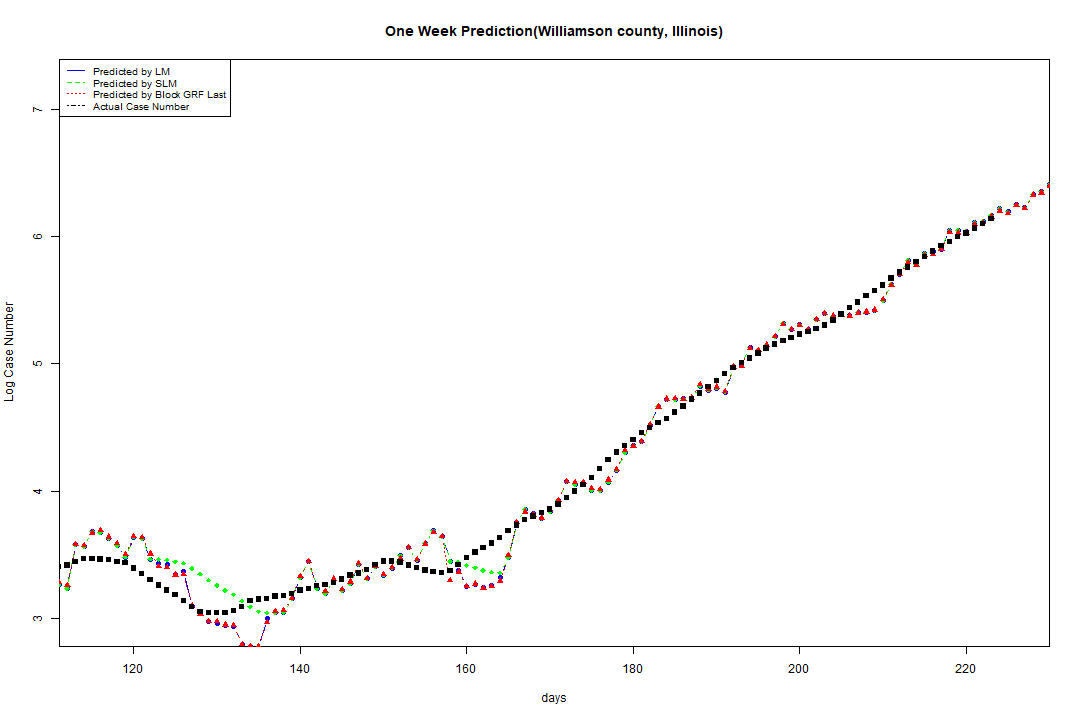 One Week Prediction(Williamson county, Illinois)
Predicted by LM
Predicted by SLM
Predicted by Block GRF Last
Actual Case Number
7
6
5
4
3
Log Case Number
120 140 160 180 200 220
days